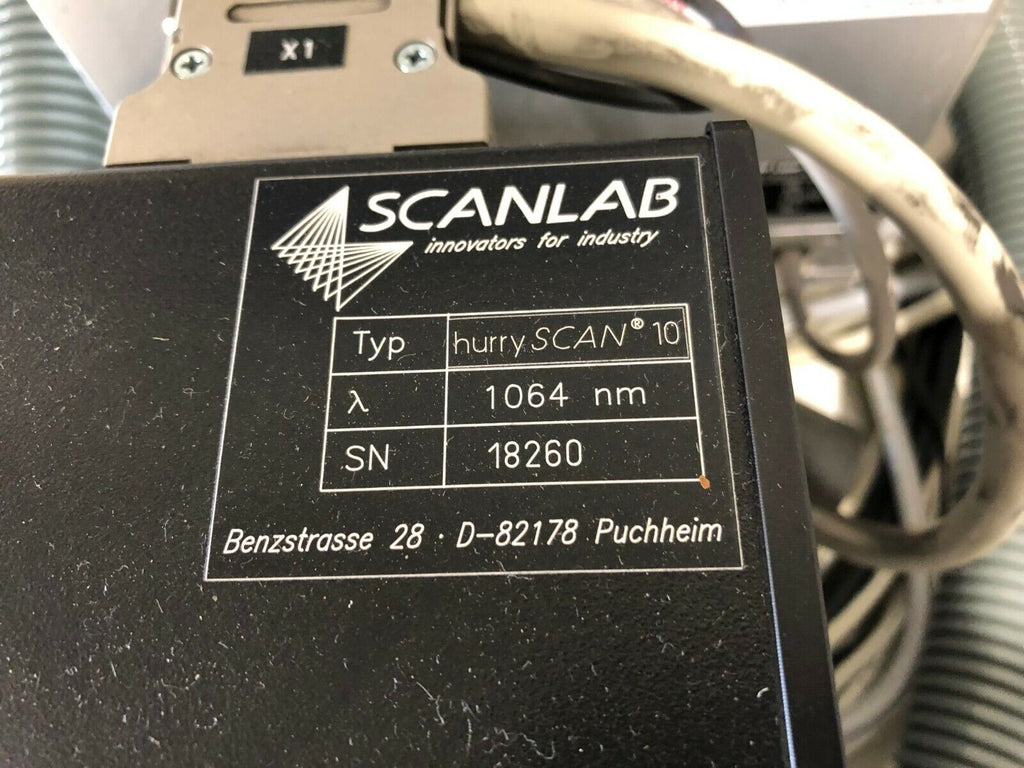 X1
SCANLAB
innovators for industry
Typ hurrySCAN® 10
λ 1064 nm
SN 18260
Benzstrasse 28 · D-82178 Puchheim